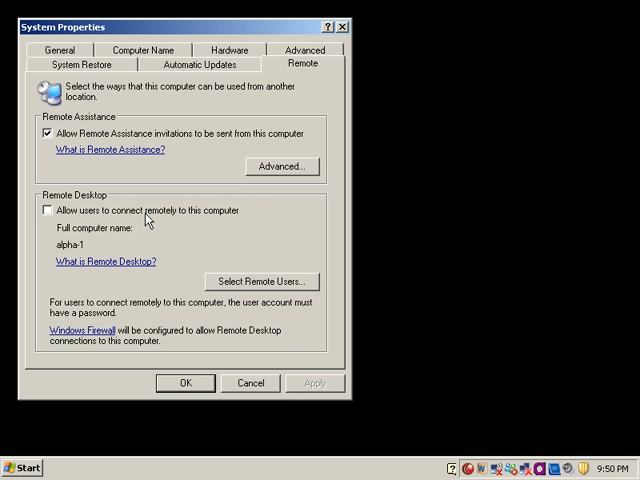 System Properties
General
Computer Name
Hardware
Advanced
System Restore
Automatic Updates
Remote
Select the ways that this computer can be used from another
location.
Remote Assistance
Allow Remote Assistance invitations to be sent from this computer
What is Remote Assistance?
Advanced...
Remote Desktop
Allow users to connect remotely to this computer
Full computer name:
alpha-1
What is Remote Desktop?
Select Remote Users...
For users to connect remotely to this computer, the user account must
have a password.
Windows Firewall will be configured to allow Remote Desktop
connections to this computer.
OK
Cancel
Apply
Start
9:50 PM